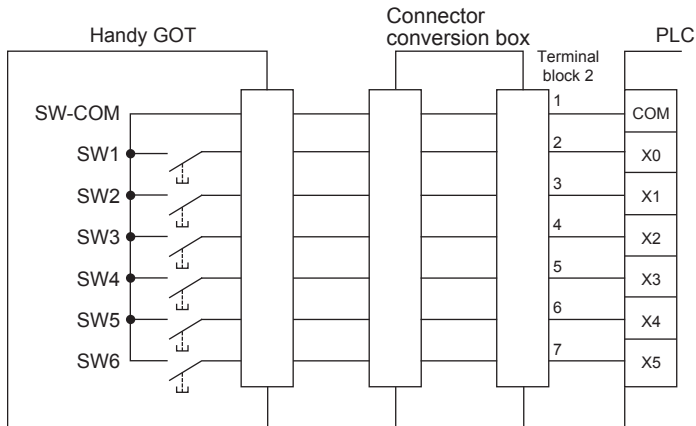 Handy GOT
Connector
conversion box
PLC
Terminal
block 2
SW-COM
1
COM
SW1
2
X0
SW2
3
X1
SW3
4
X2
SW4
5
X3
SW5
6
X4
SW6
7
X5